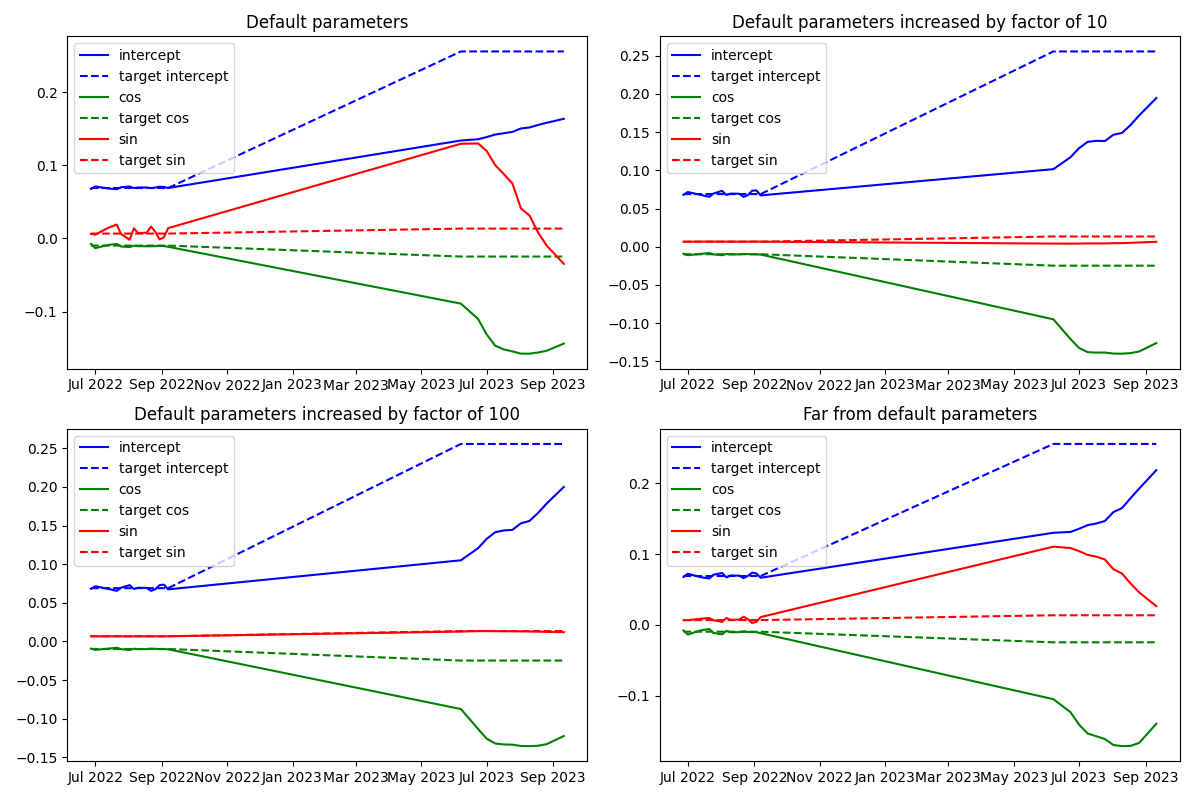 Default parameters
intercept
target intercept
cos
target cos
sin
target sin
0.2
0.1
0.0
−0.1
Jul 2022 Sep 2022 Nov 2022 Jan 2023 Mar 2023 May 2023 Jul 2023 Sep 2023
Default parameters increased by factor of 10
intercept
target intercept
cos
target cos
sin
target sin
0.25
0.20
0.15
0.10
0.05
0.00
−0.05
−0.10
−0.15
Jul 2022 Sep 2022 Nov 2022 Jan 2023 Mar 2023 May 2023 Jul 2023 Sep 2023
Default parameters increased by factor of 100
intercept
target intercept
cos
target cos
sin
target sin
0.25
0.20
0.15
0.10
0.05
0.00
−0.05
−0.10
−0.15
Jul 2022 Sep 2022 Nov 2022 Jan 2023 Mar 2023 May 2023 Jul 2023 Sep 2023
Far from default parameters
intercept
target intercept
cos
target cos
sin
target sin
0.2
0.1
0.0
−0.1
Jul 2022 Sep 2022 Nov 2022 Jan 2023 Mar 2023 May 2023 Jul 2023 Sep 2023